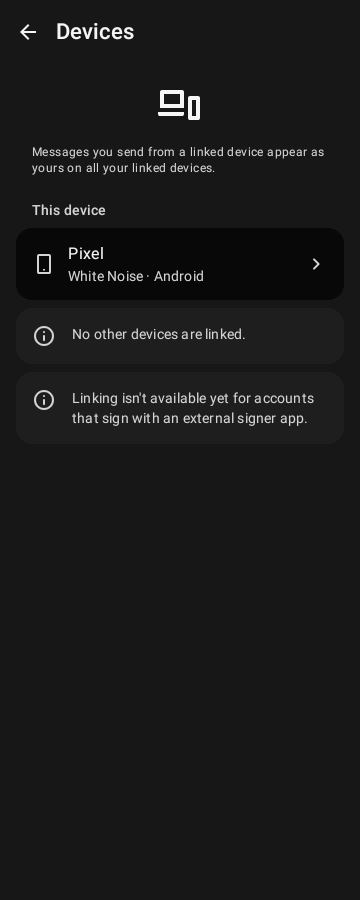 Devices
Messages you send from a linked device appear as
yours on all your linked devices.
This device
Pixel
White Noise · Android
No other devices are linked.
Linking isn't available yet for accounts
that sign with an external signer app.